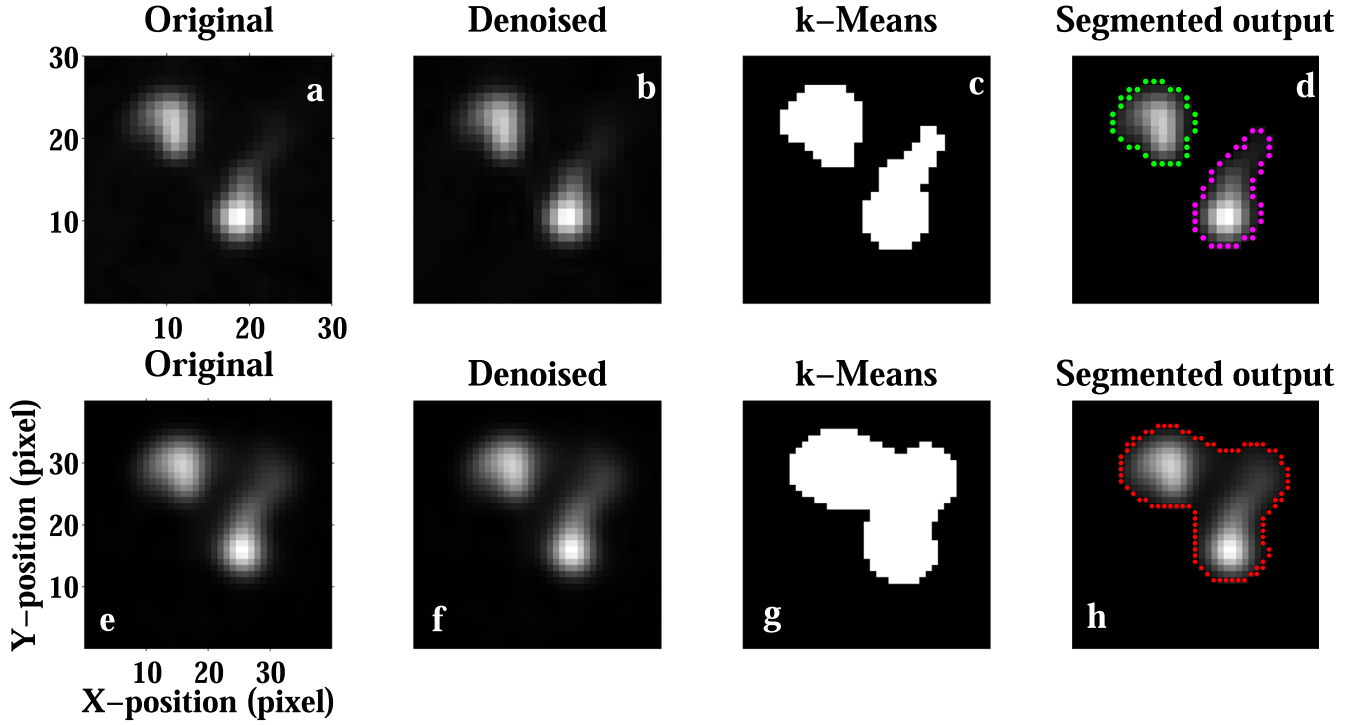 Original Denoised k-Means Segmented output
30 a b c d
20
10
10 20 30
Original Denoised k-Means Segmented output
Y-position (pixel)
30
20
10
e f g h
10 20 30
X-position (pixel)